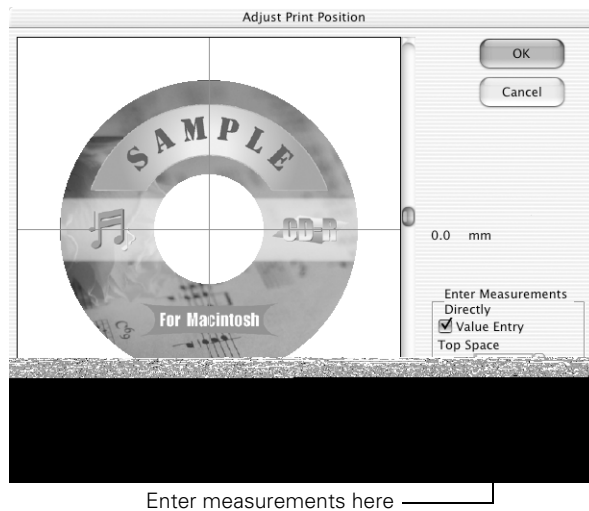 Adjust Print Position
OK
Cancel
SAMPLE
CD-R
0.0 mm
For Macintosh
Enter Measurements
Directly
Value Entry
Top Space
Enter measurements here